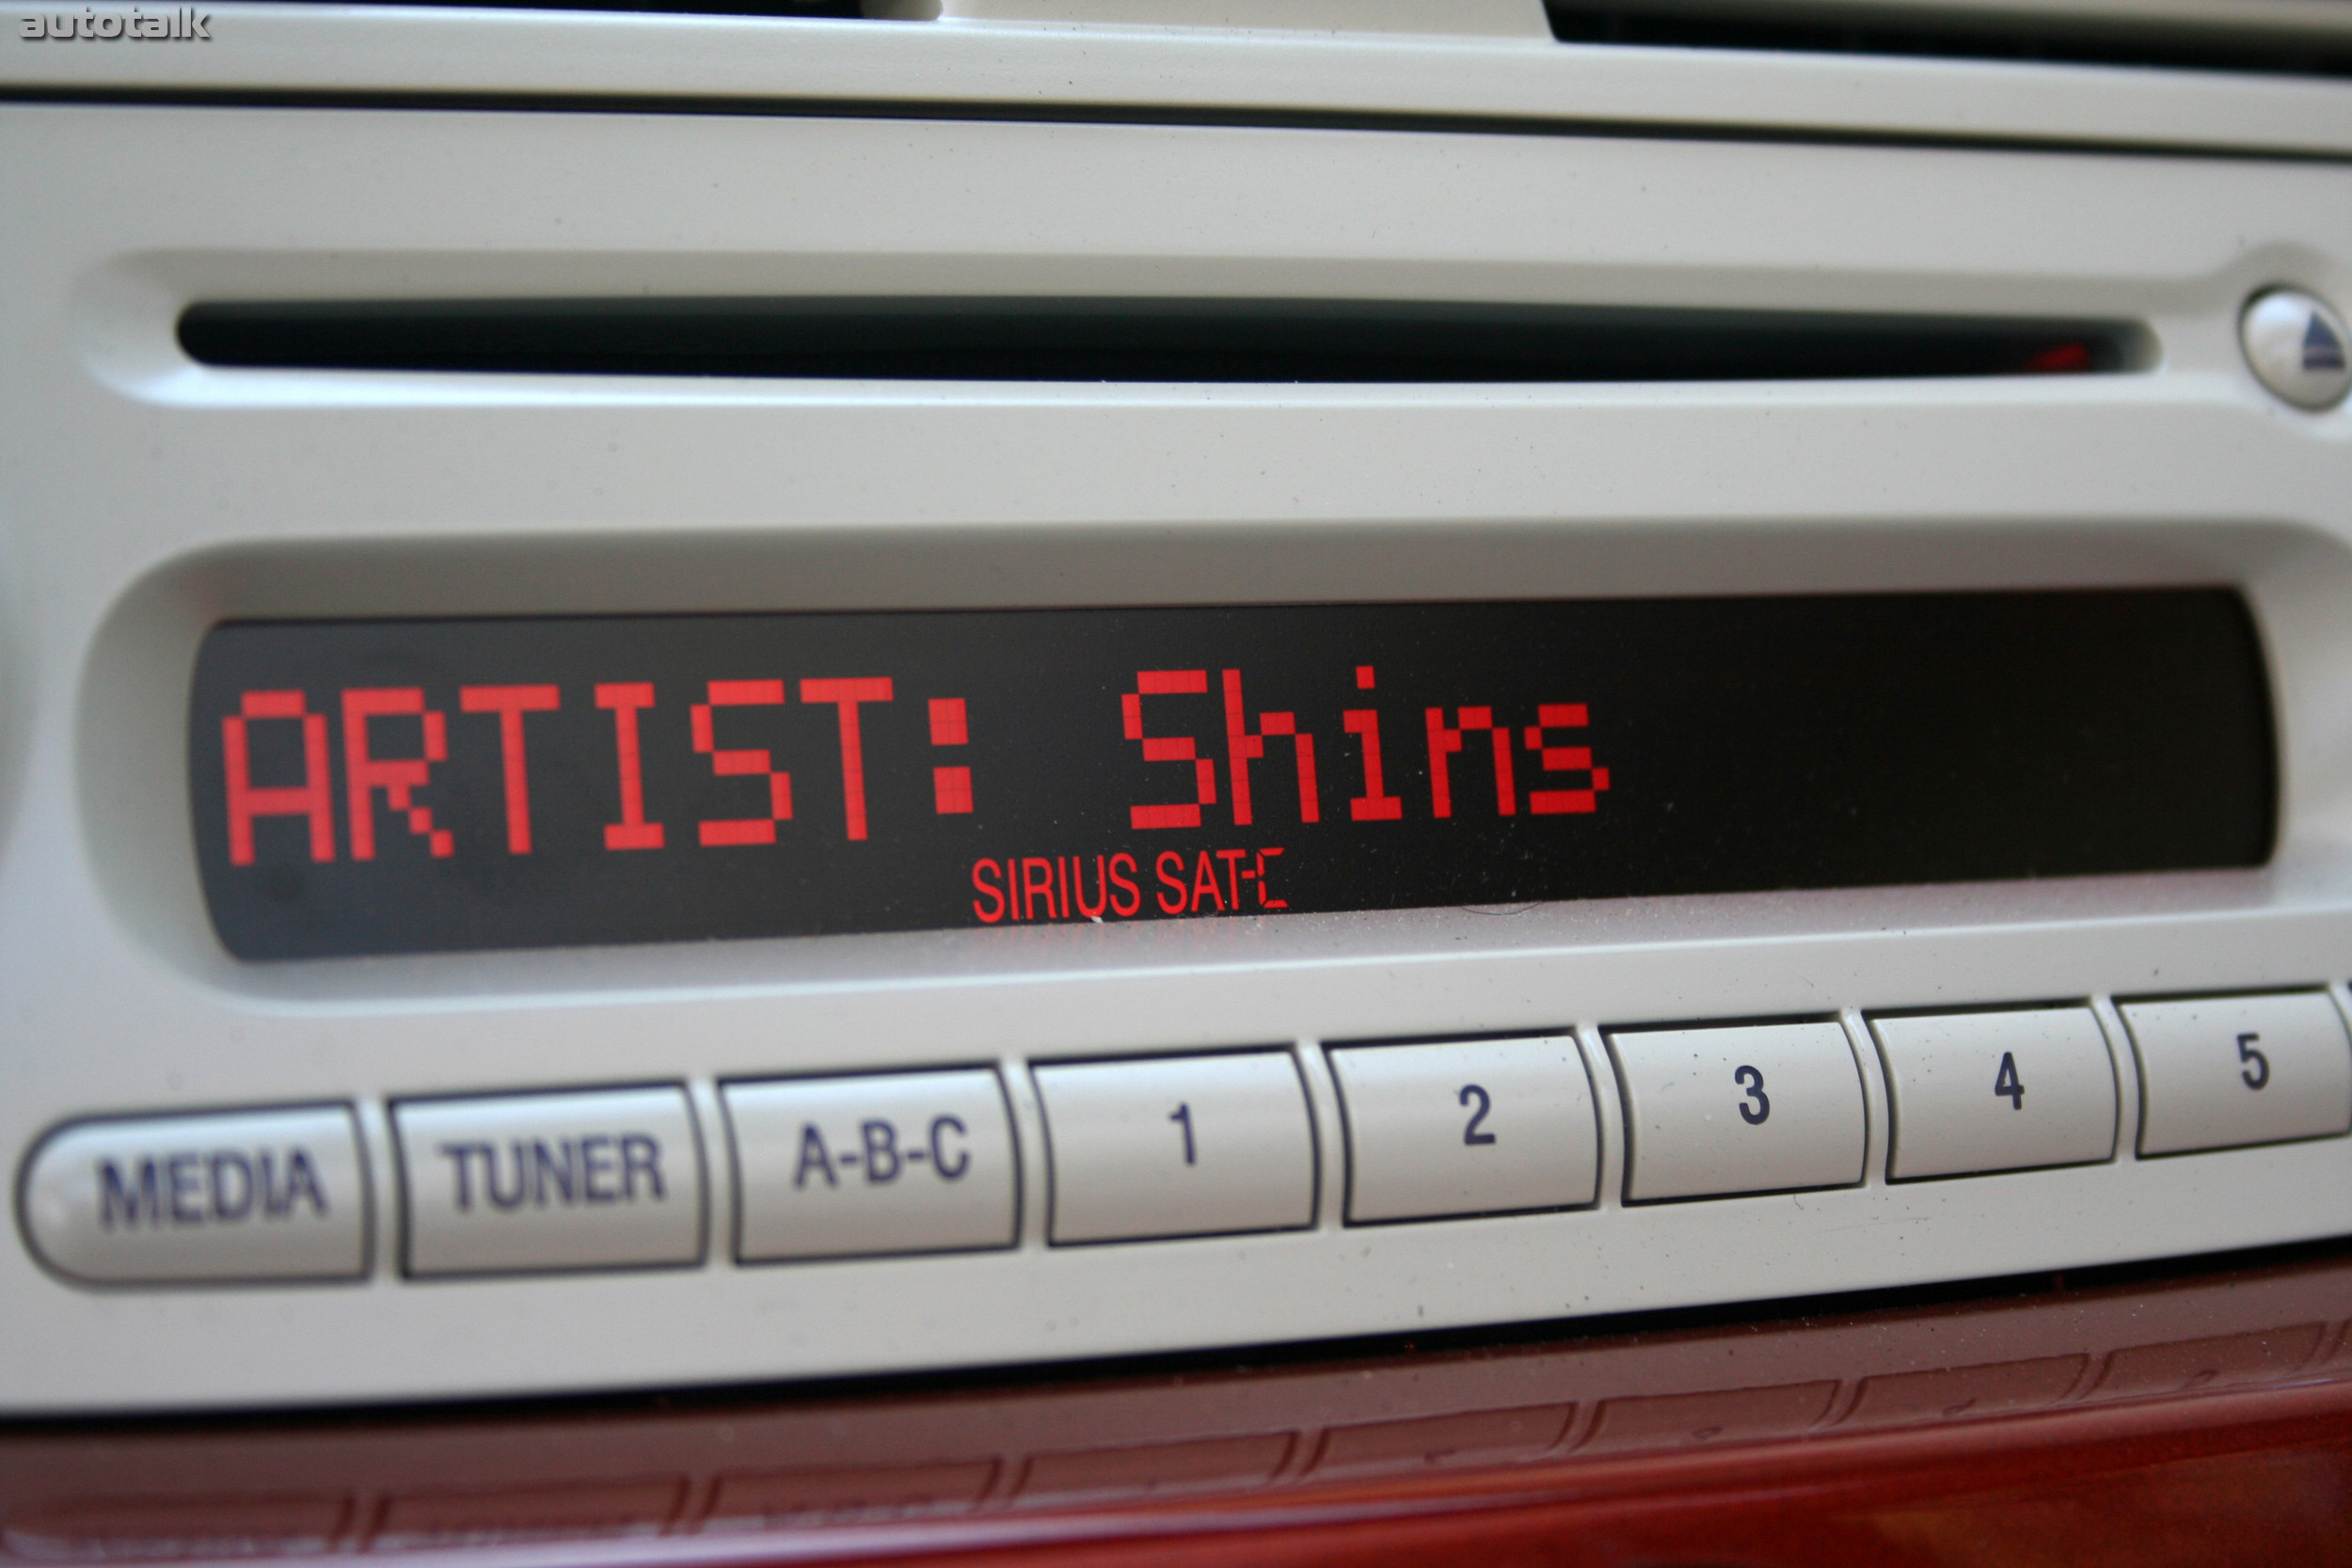 autotalk
ARTIST: Shins
SIRIUS SAT-C
MEDIA TUNER A-B-C 1 2 3 4 5